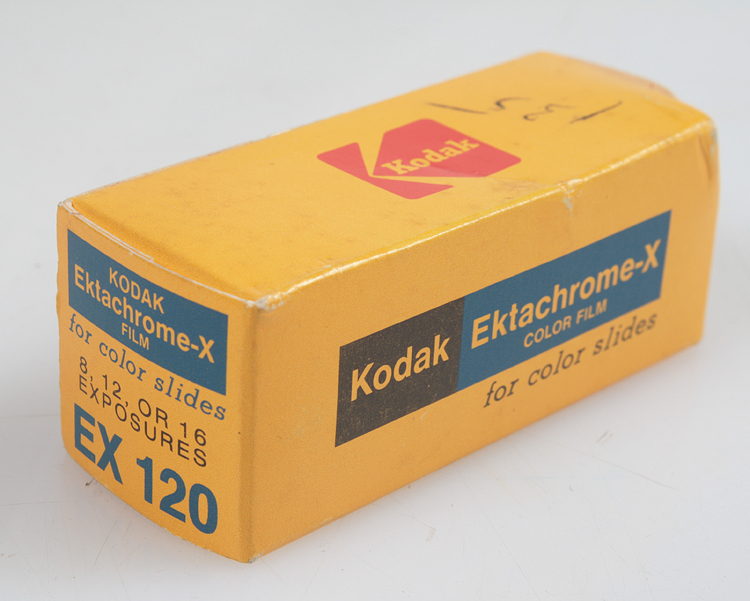 Kodak
KODAK
Ektachrome-X
FILM
for color slides
8, 12, OR 16
EXPOSURES
EX 120
Kodak
Ektachrome-X
COLOR FILM
for color slides